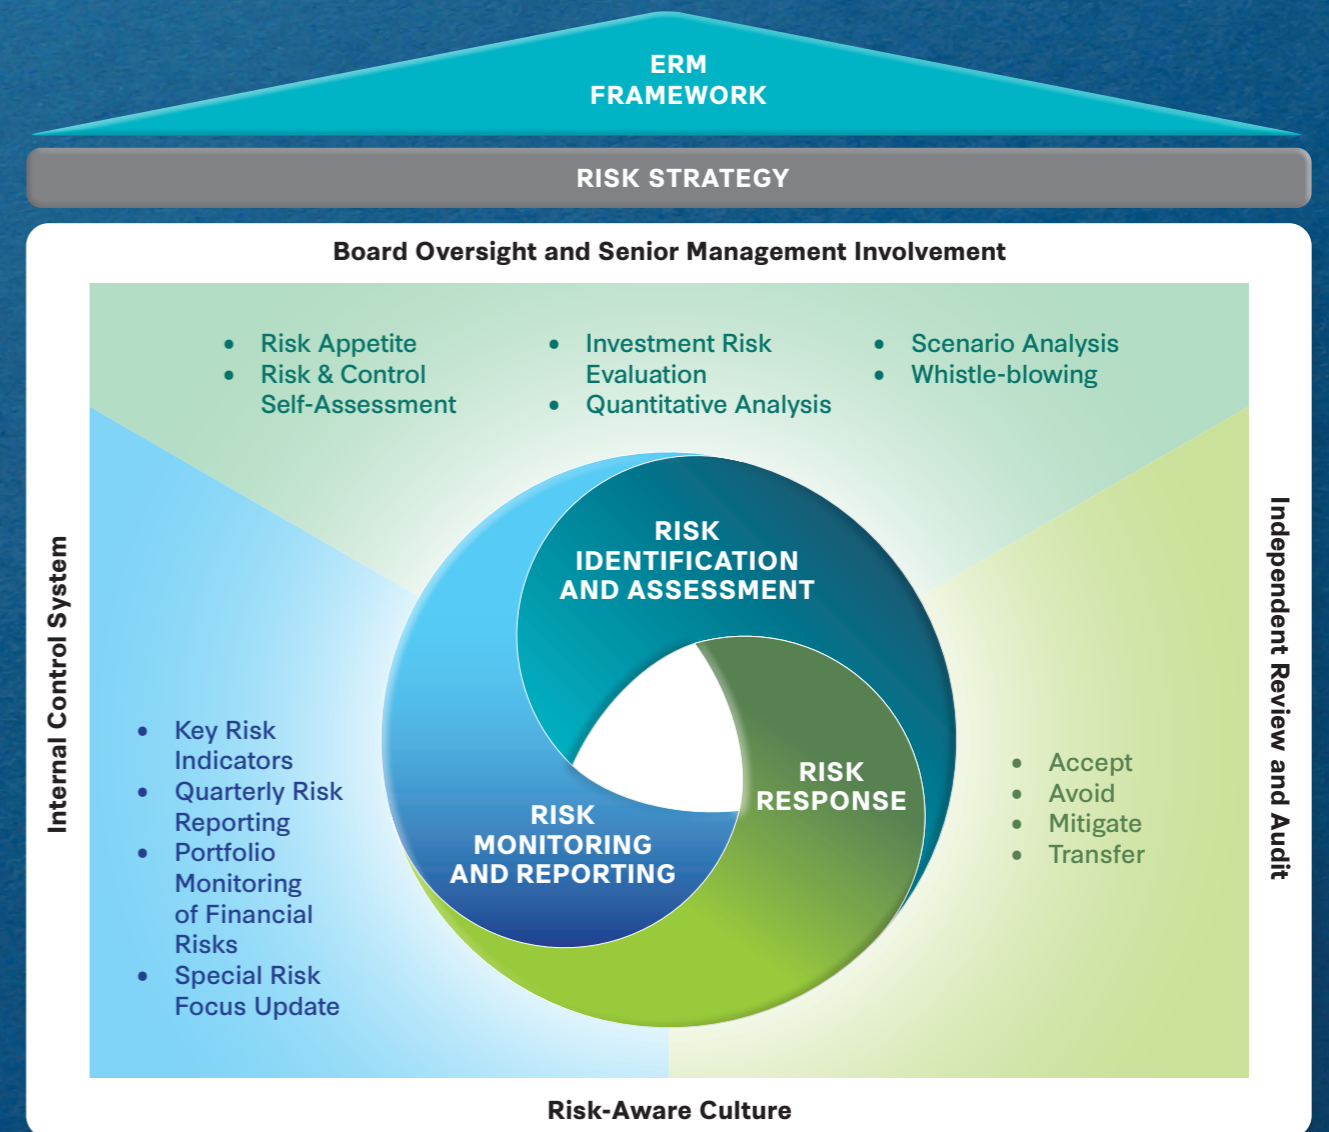 ERM
FRAMEWORK
RISK STRATEGY
Board Oversight and Senior Management Involvement
• Risk Appetite
• Risk & Control
Self-Assessment
• Investment Risk
Evaluation
• Quantitative Analysis
• Scenario Analysis
• Whistle-blowing
Internal Control System
RISK
IDENTIFICATION
AND ASSESSMENT
• Key Risk
Indicators
• Quarterly Risk
Reporting
• Portfolio
Monitoring
of Financial
Risks
• Special Risk
Focus Update
RISK
MONITORING
AND REPORTING
RISK
RESPONSE
• Accept
• Avoid
• Mitigate
• Transfer
Independent Review and Audit
Risk-Aware Culture